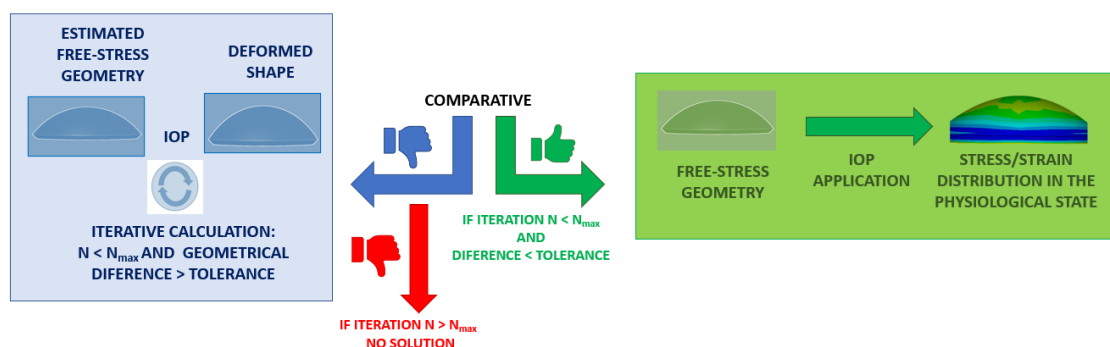 ESTIMATED
FREE-STRESS
GEOMETRY
DEFORMED
SHAPE
IOP
ITERATIVE CALCULATION:
N < Nmax AND GEOMETRICAL
DIFERENCE > TOLERANCE
COMPARATIVE
IF ITERATION N < Nmax
AND
DIFERENCE < TOLERANCE
IF ITERATION N > Nmax
NO SOLUTION
FREE-STRESS
GEOMETRY
IOP
APPLICATION
STRESS/STRAIN
DISTRIBUTION IN THE
PHYSIOLOGICAL STATE